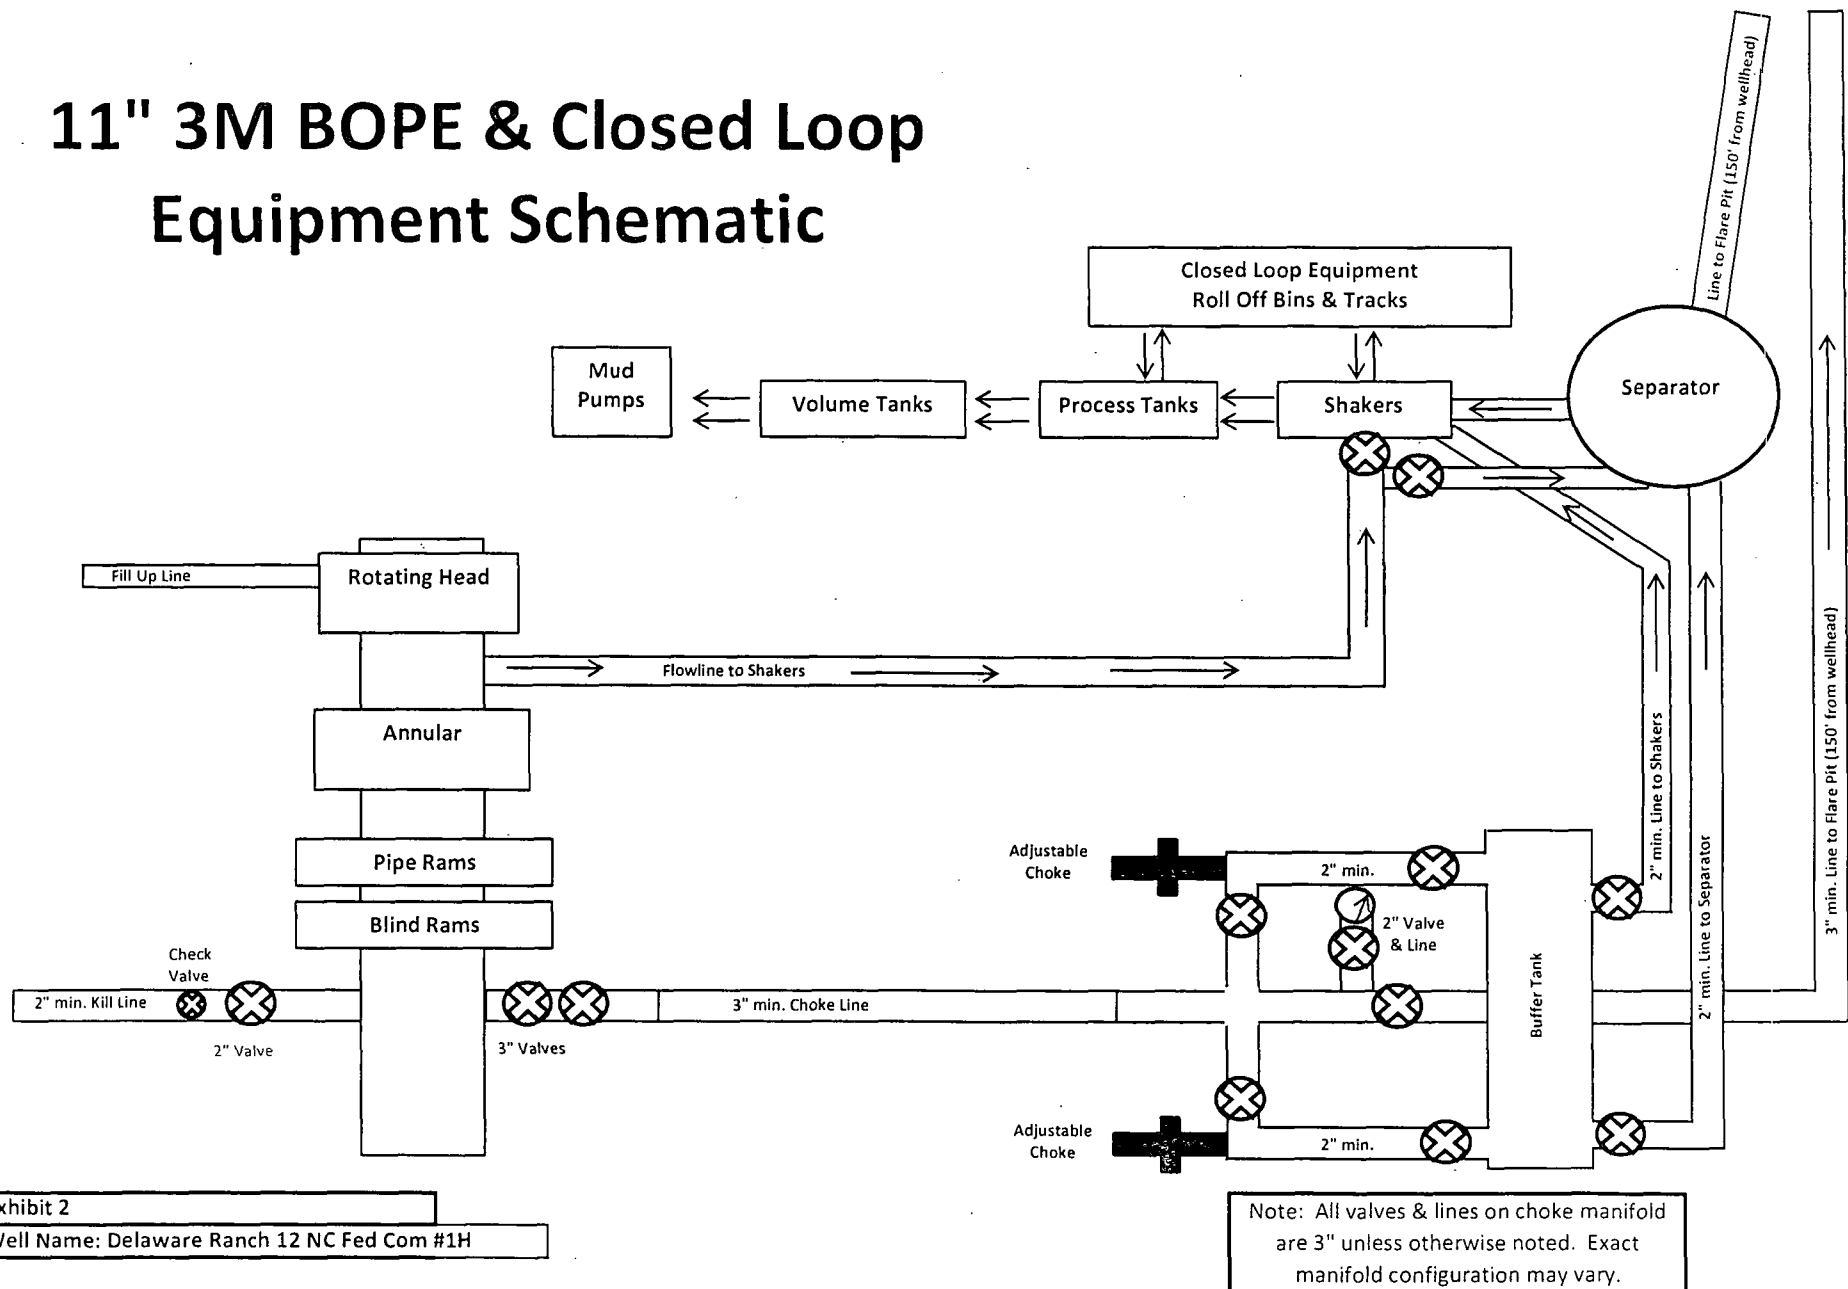 11" 3M BOPE & Closed Loop
Equipment Schematic
Line to Flare Pit (150' from wellhead)
Closed Loop Equipment
Roll Off Bins & Tracks
Mud
Pumps
Volume Tanks
Process Tanks
Shakers
Separator
Fill Up Line
Rotating Head
Flowline to Shakers
Annular
Pipe Rams
Blind Rams
Check
Valve
2" min. Kill Line
2" Valve
3" Valves
3" min. Choke Line
Adjustable
Choke
2" min.
2" Valve
& Line
Buffer Tank
2" min. Line to Shakers
2" min. Line to Separator
3" min. Line to Flare Pit (150' from wellhead)
Adjustable
Choke
2" min.
xhibit 2
Vell Name: Delaware Ranch 12 NC Fed Com #1H
Note: All valves & lines on choke manifold
are 3" unless otherwise noted. Exact
manifold configuration may vary.